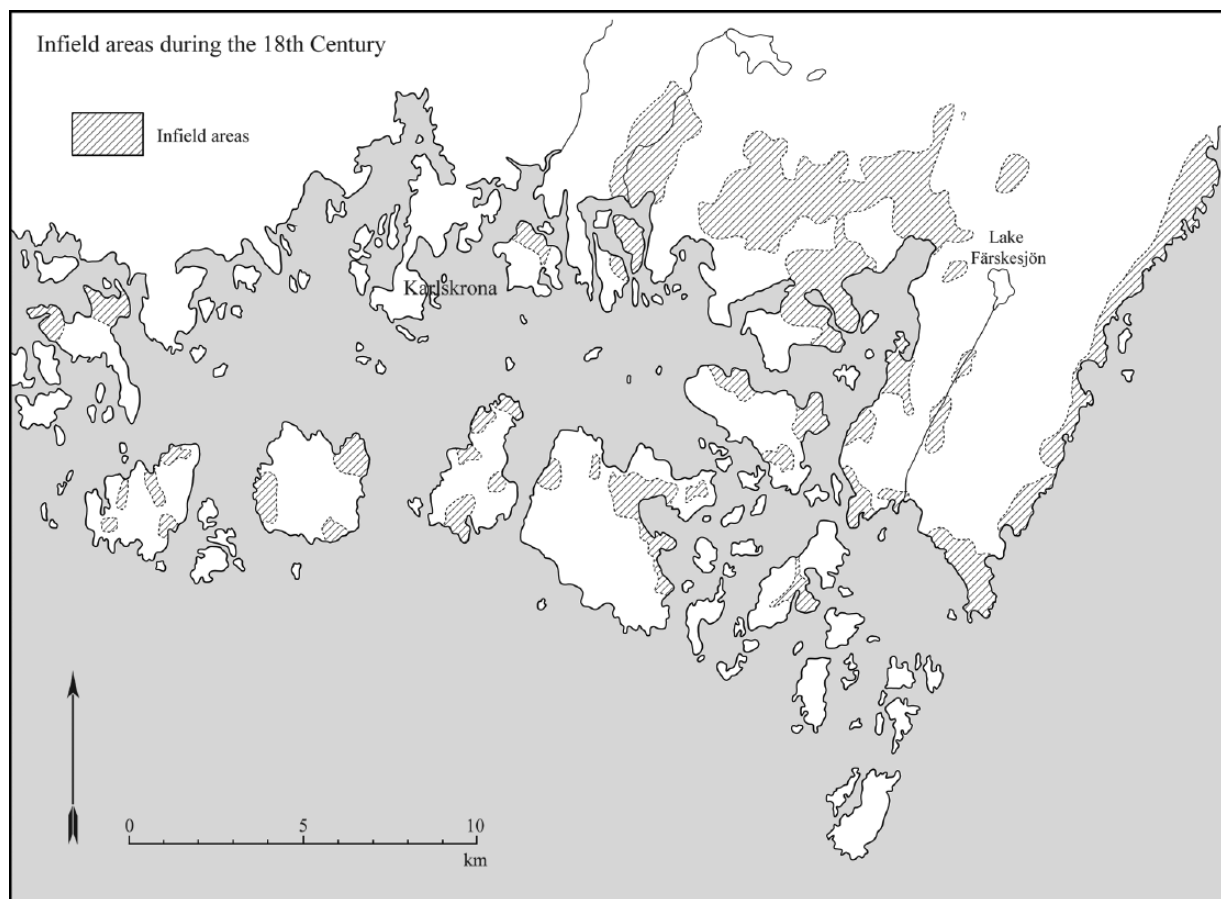 Infield areas during the 18th Century
Infield areas
?
Lake
Färskesjön
Karlskrona
0 5 10
km